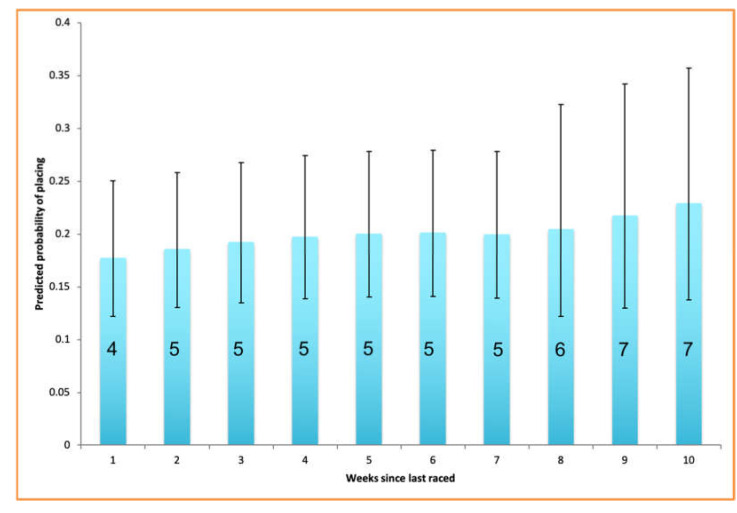 0.4
0.35
0.3
0.25
0.2
0.15
0.1
0.05
0
Predicted probability of placing
4 5 5 5 5 5 5 6 7 7
1 2 3 4 5 6 7 8 9 10
Weeks since last raced